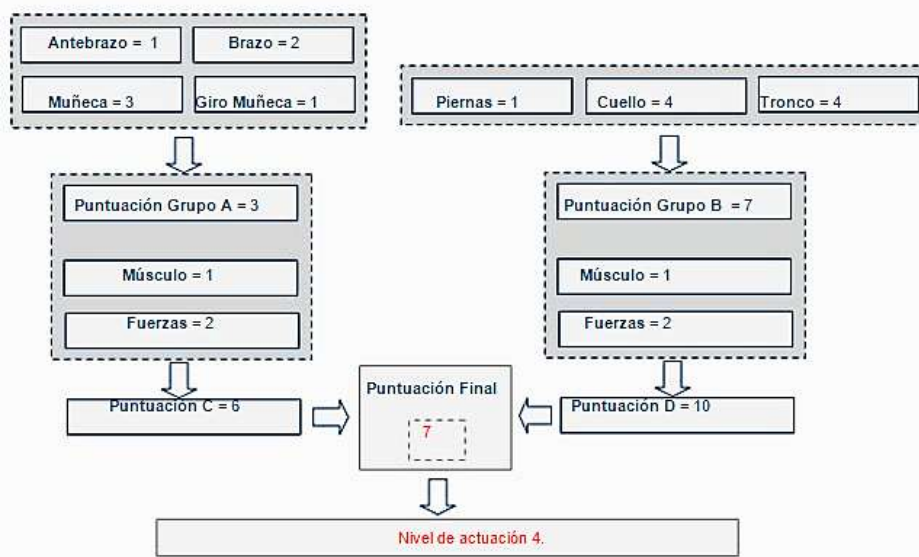 Antebrazo = 1
Brazo = 2
Muñeca = 3
Giro Muñeca = 1
Piernas = 1
Cuello = 4
Tronco = 4
Puntuación Grupo A = 3
Músculo = 1
Fuerzas = 2
Puntuación Grupo B = 7
Músculo = 1
Fuerzas = 2
Puntuación C = 6
Puntuación Final
7
Puntuación D = 10
Nivel de actuación 4.